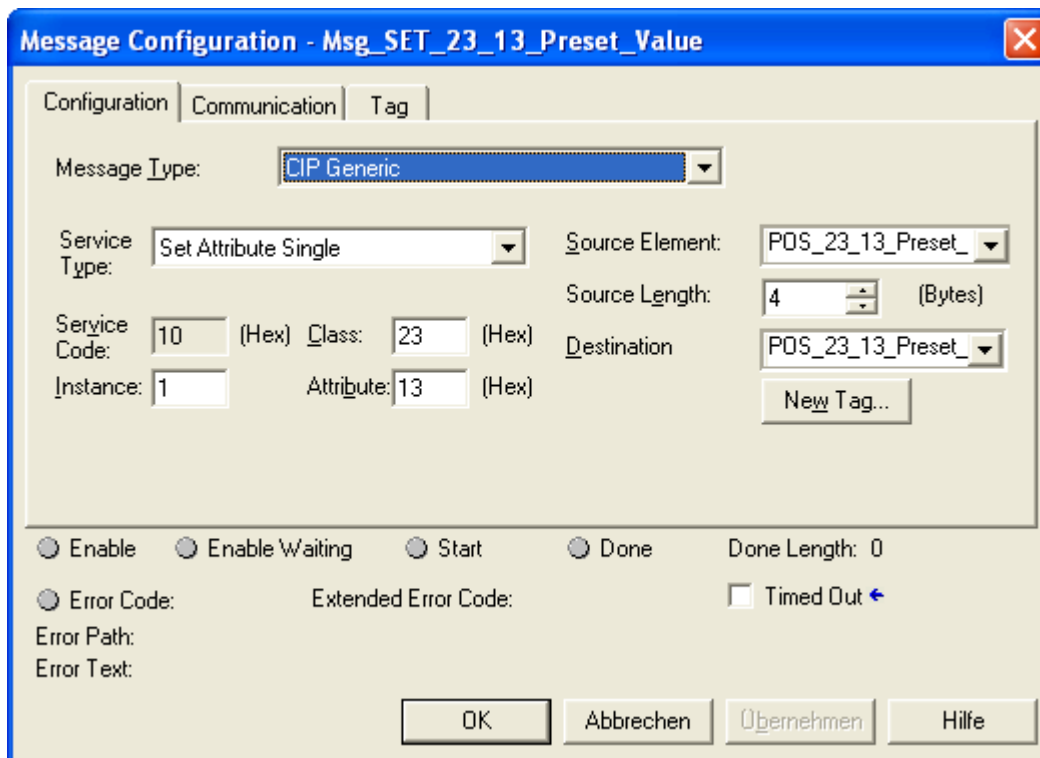 Message Configuration - Msg_SET_23_13_Preset_Value
Configuration Communication Tag
Message Type: CIP Generic
Service Type: Set Attribute Single
Source Element: POS_23_13_Preset_
Source Length: 4 (Bytes)
Service Code: 10 (Hex) Class: 23 (Hex)
Destination POS_23_13_Preset_
Instance: 1 Attribute: 13 (Hex)
New Tag...
Enable Enable Waiting Start Done Done Length: 0
Error Code: Extended Error Code: Timed Out
Error Path:
Error Text:
OK Abbrechen Übernehmen Hilfe